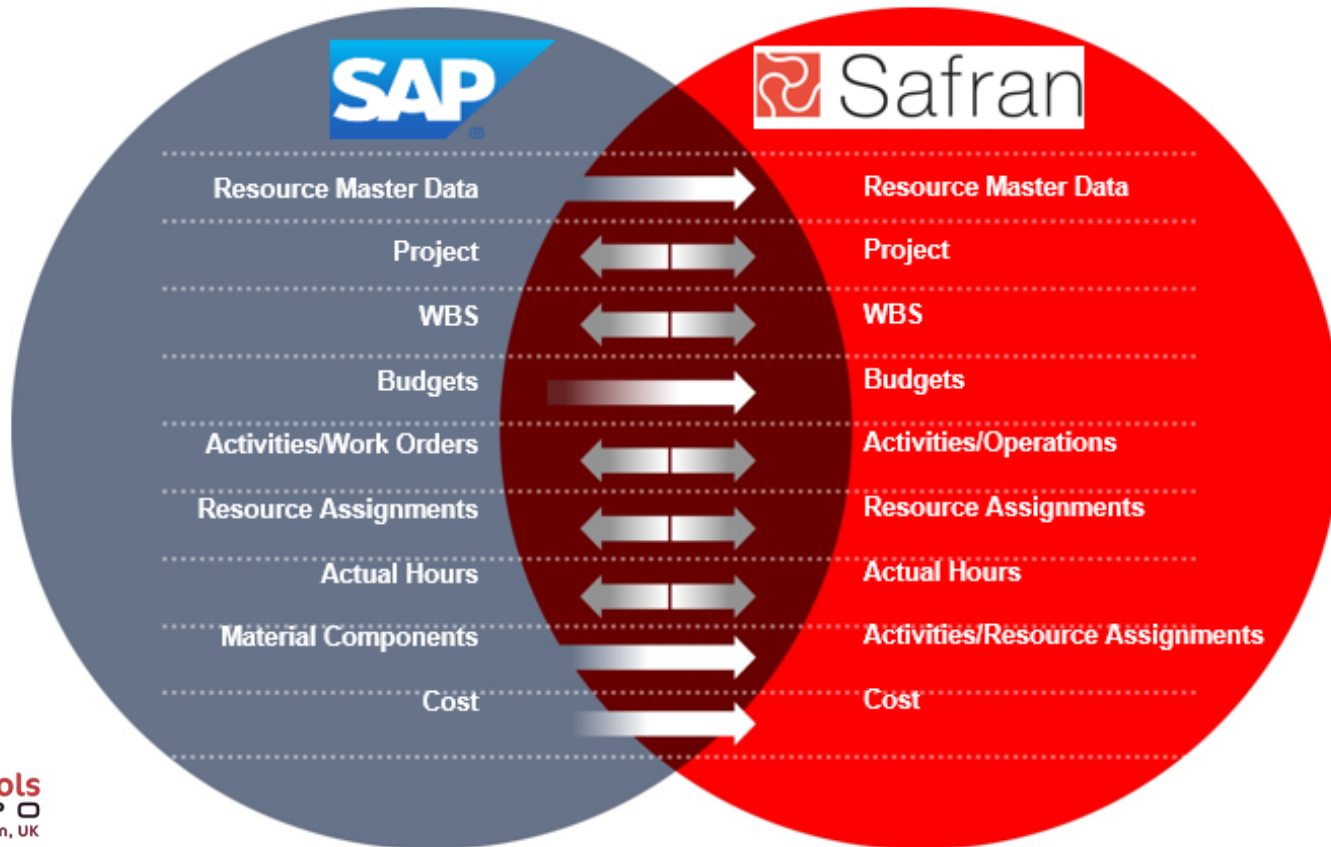 SAP ®
Safran
Resource Master Data Resource Master Data
Project Project
WBS WBS
Budgets Budgets
Activities/Work Orders Activities/Operations
Resource Assignments Resource Assignments
Actual Hours Actual Hours
Material Components Activities/Resource Assignments
Cost Cost
ols
P O
n, UK